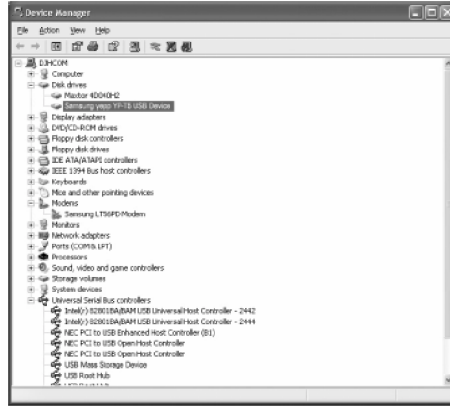 Device Manager
File Action View Help
DJHCOM
Computer
Disk drives
Maxtor 4D040H2
Samsung yepp YP-T8 USB Device
Display adapters
DVD/CD-ROM drives
Floppy disk controllers
Floppy disk drives
IDE ATA/ATAPI controllers
IEEE 1394 Bus host controllers
Keyboards
Mice and other pointing devices
Modems
Samsung LT56PD Modem
Monitors
Network adapters
Ports (COM & LPT)
Processors
Sound, video and game controllers
Storage volumes
System devices
Universal Serial Bus controllers
Intel(r) 82801BA/BAM USB Universal Host Controller - 2442
Intel(r) 82801BA/BAM USB Universal Host Controller - 2444
NEC PCI to USB Enhanced Host Controller (B1)
NEC PCI to USB Open Host Controller
NEC PCI to USB Open Host Controller
USB Mass Storage Device
USB Root Hub